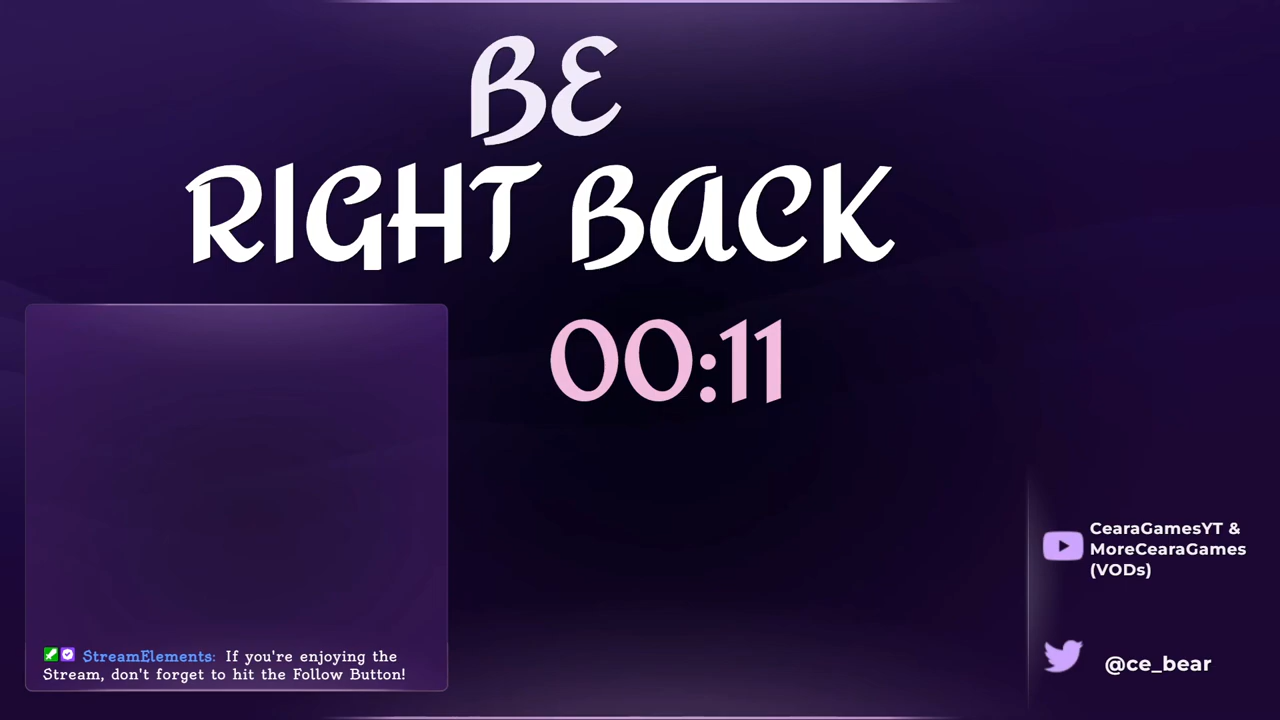 BE
RIGHT BACK
00:11
StreamElements: If you're enjoying the
Stream, don't forget to hit the Follow Button!
CearaGamesYT &
MoreCearaGames
(VODs)
@ce_bear